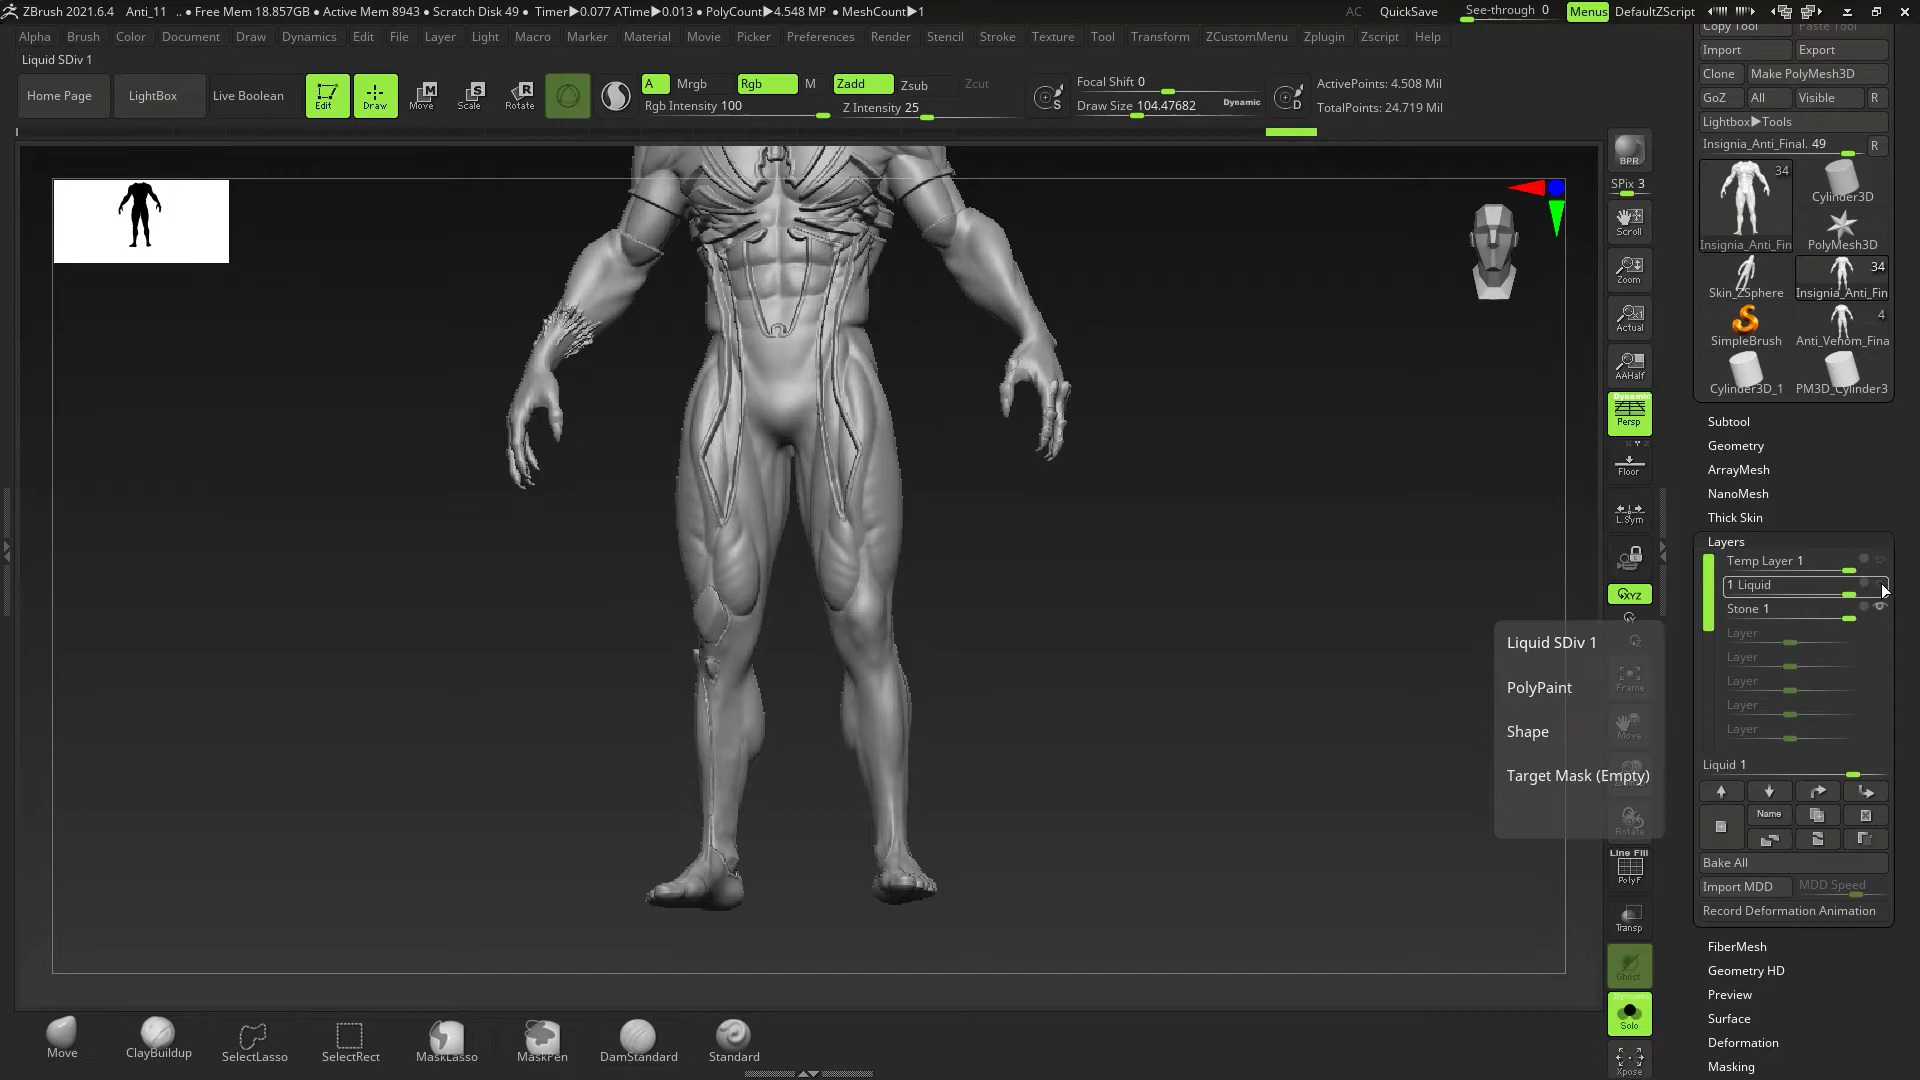 ZBrush 2021.6.4 Anti_11 .. • Free Mem 18.857GB • Active Mem 8943 • Scratch Disk 49 • Timer▶0.077 ATime▶0.013 • PolyCount▶4.548 MP • MeshCount▶1 AC QuickSave See-through 0 Menus DefaultZScript
Alpha Brush Color Document Draw Dynamics Edit File Layer Light Macro Marker Material Movie Picker Preferences Render Stencil Stroke Texture Tool Transform ZCustomMenu Zplugin Zscript Help
Liquid SDiv 1
Home Page LightBox Live Boolean Edit Draw Move Scale Rotate
A Mrgb Rgb M Zadd Zsub Zcut
Rgb Intensity 100 Z Intensity 25
Focal Shift 0
Draw Size 104.47682 Dynamic
ActivePoints: 4.508 Mil
TotalPoints: 24.719 Mil
BPR
SPix 3
Scroll
Zoom
Actual
AAHalf
Dynamic
Persp
Floor
L.Sym
XYZ
Frame
Move
Rotate
Line Fill
PolyF
Transp
Ghost
Dynamic
Solo
Xpose
Liquid SDiv 1
PolyPaint
Shape
Target Mask (Empty)
Copy Tool Paste Tool
Import Export
Clone Make PolyMesh3D
GoZ All Visible R
Lightbox▶Tools
Insignia_Anti_Final. 49 R
34
Cylinder3D
Insignia_Anti_Fin PolyMesh3D
34
Skin_ZSphere Insignia_Anti_Fin
4
SimpleBrush Anti_Venom_Fina
Cylinder3D_1 PM3D_Cylinder3
Subtool
Geometry
ArrayMesh
NanoMesh
Thick Skin
Layers
Temp Layer 1
1 Liquid
Stone 1
Layer
Layer
Layer
Layer
Layer
Liquid 1
Name
Bake All
Import MDD MDD Speed
Record Deformation Animation
FiberMesh
Geometry HD
Preview
Surface
Deformation
Masking
Move ClayBuildup SelectLasso SelectRect MaskLasso MaskPen DamStandard Standard